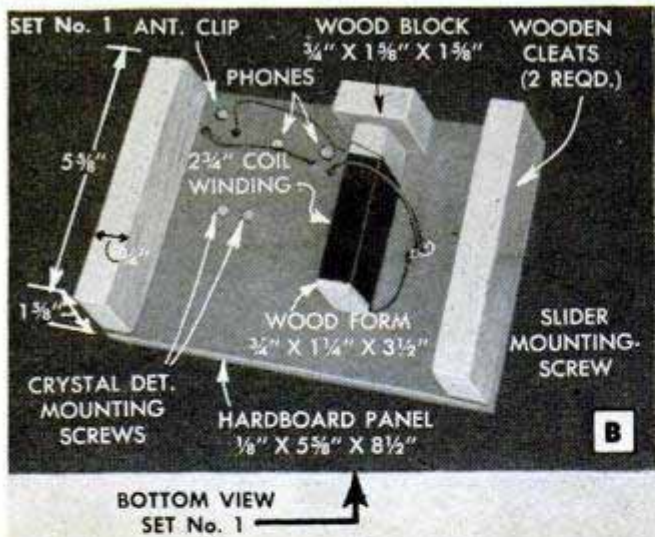 SET No. 1 ANT. CLIP
WOOD BLOCK
¾" X 1⅝" X 1⅝"
WOODEN
CLEATS
(2 REQD.)
PHONES
5⅝"
2¾" COIL
WINDING
1⅝"
WOOD FORM
¾" X 1¼" X 3½"
SLIDER
MOUNTING-
SCREW
CRYSTAL DET.
MOUNTING
SCREWS
HARDBOARD PANEL
⅛" X 5⅝" X 8½"
B
BOTTOM VIEW
SET No. 1